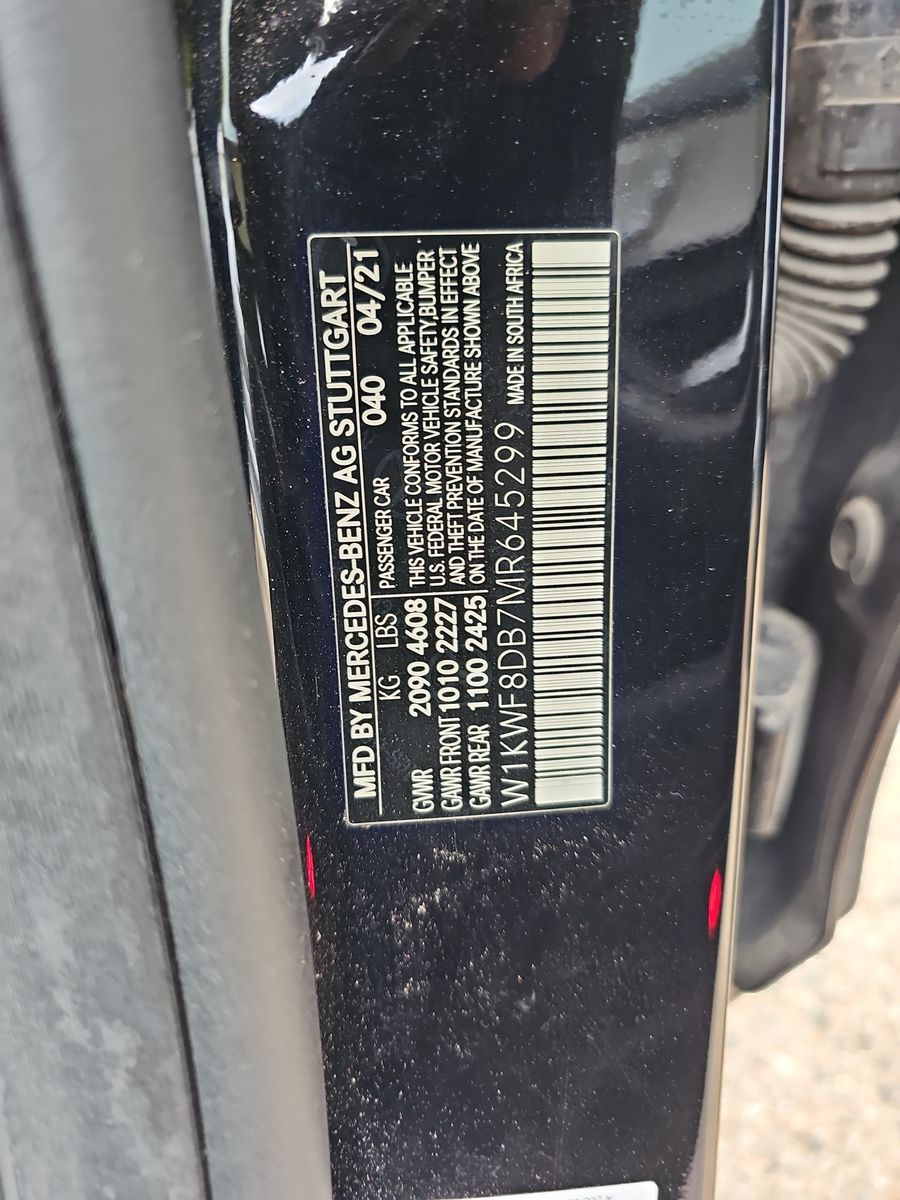 MFD BY MERCEDES-BENZ AG STUTTGART
KG LBS PASSENGER CAR 040 04/21
GVWR 2090 4608 THIS VEHICLE CONFORMS TO ALL APPLICABLE
GAWR FRONT 1010 2227 U.S. FEDERAL MOTOR VEHICLE SAFETY,BUMPER
GAWR REAR 1100 2425 AND THEFT PREVENTION STANDARDS IN EFFECT
ON THE DATE OF MANUFACTURE SHOWN ABOVE
W1KWF8DB7MR645299 MADE IN SOUTH AFRICA